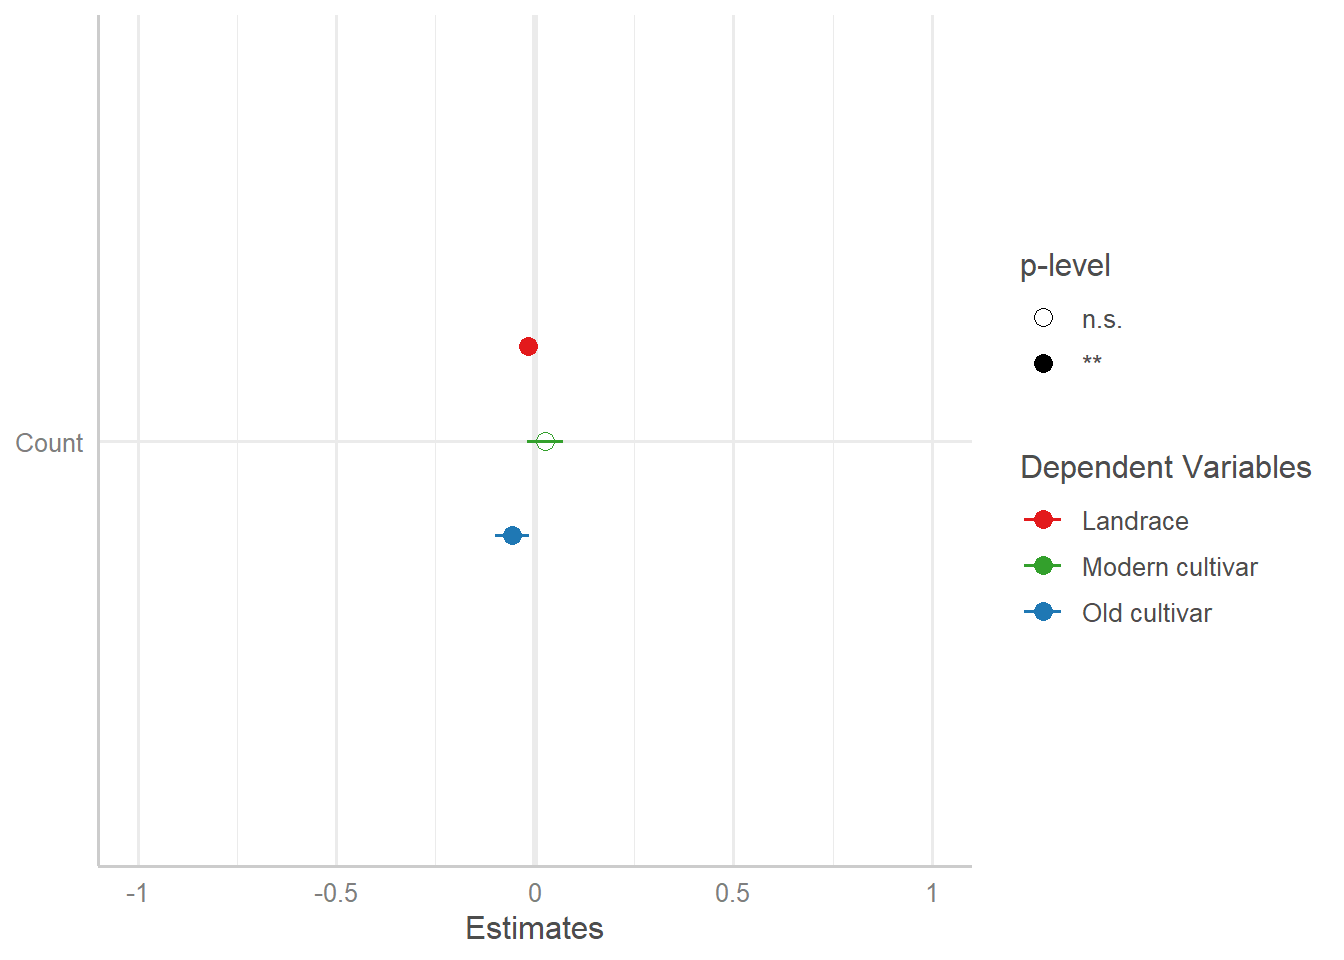 p-level
n.s.
**
Count
Dependent Variables
Landrace
Modern cultivar
Old cultivar
-1 -0.5 0 0.5 1
Estimates